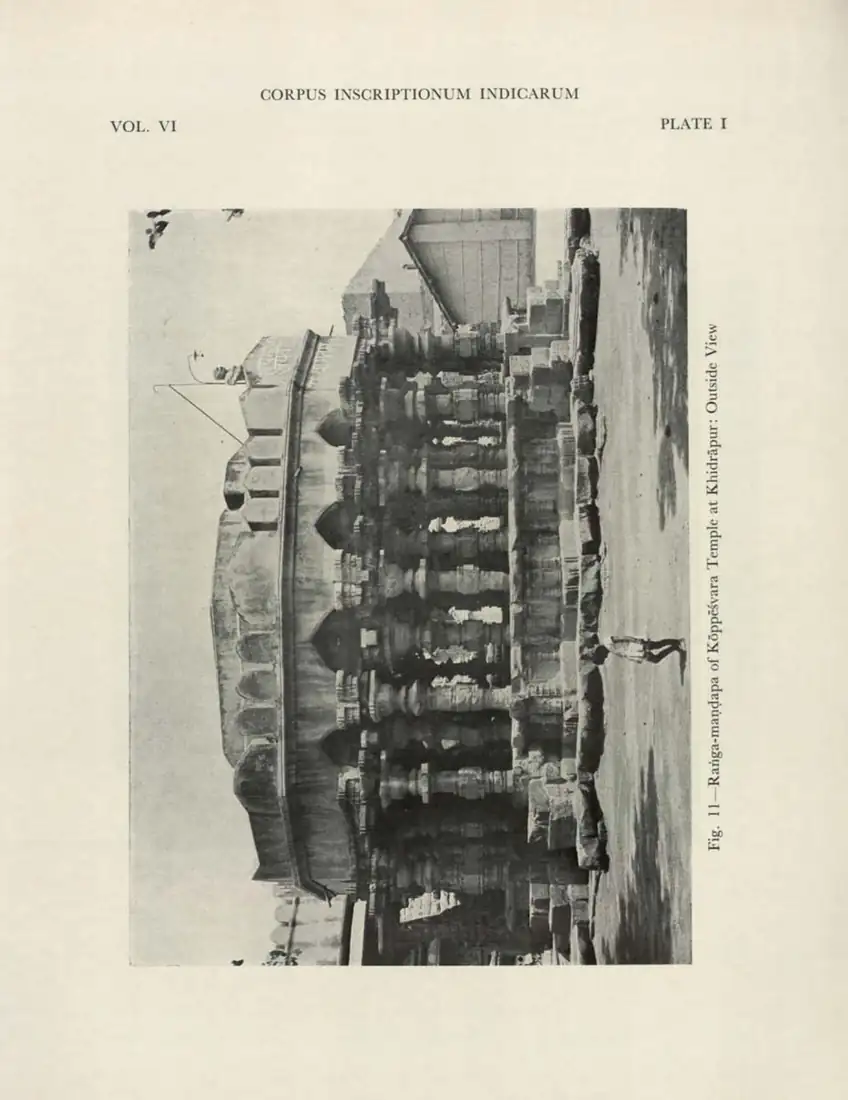 CORPUS INSCRIPTIONUM INDICARUM
VOL. VI
PLATE I
Fig. 11—Raṅga-maṇḍapa of Kōppēśvara Temple at Khidrāpur: Outside View